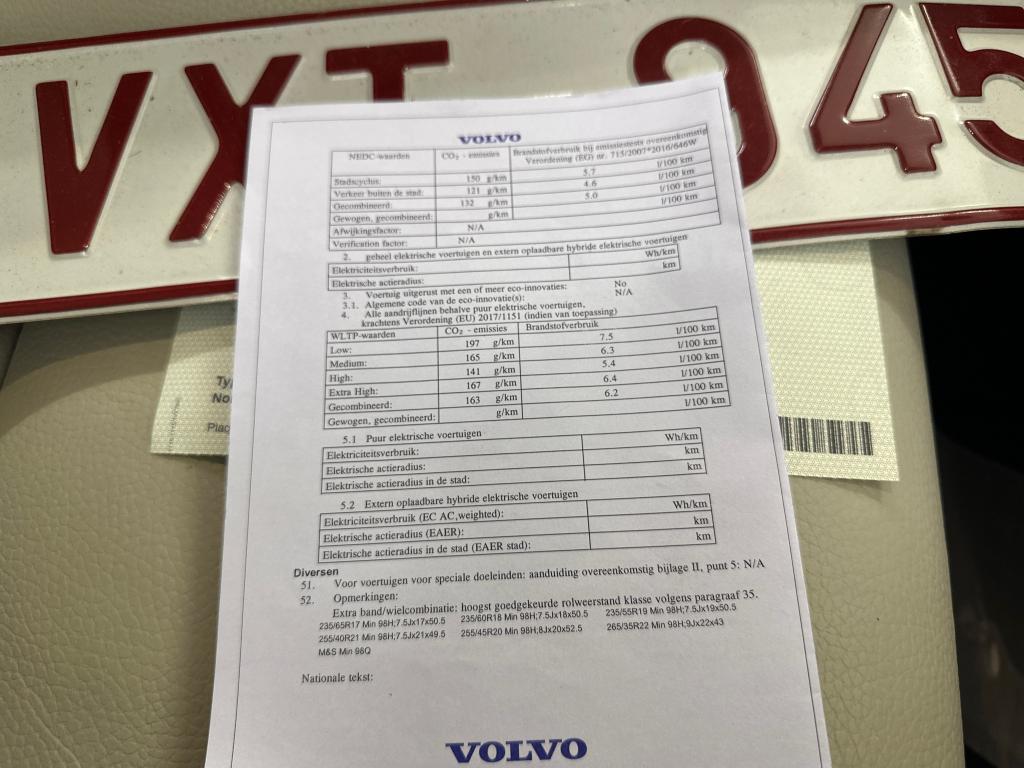 VXT 945
VOLVO
NEDC-waarden CO₂ - emissies Brandstofverbruik bij emissietests overeenkomstig
Verordening (EG) nr. 715/2007*2016/646W
Stadscyclus: 150 g/km 5.7 l/100 km
Verkeer buiten de stad: 121 g/km 4.6 l/100 km
Gecombineerd: 132 g/km 5.0 l/100 km
Gewogen, gecombineerd: g/km l/100 km
Afwijkingsfactor: N/A
Verification factor: N/A
2. geheel elektrische voertuigen en extern oplaadbare hybride elektrische voertuigen
Elektriciteitsverbruik: Wh/km
Elektrische actieradius: km
3. Voertuig uitgerust met een of meer eco-innovaties: No
3.1. Algemene code van de eco-innovatie(s): N/A
4. Alle aandrijflijnen behalve puur elektrische voertuigen,
krachtens Verordening (EU) 2017/1151 (indien van toepassing)
WLTP-waarden CO₂ - emissies Brandstofverbruik
Low: 197 g/km 7.5 l/100 km
Medium: 165 g/km 6.3 l/100 km
High: 141 g/km 5.4 l/100 km
Extra High: 167 g/km 6.4 l/100 km
Gecombineerd: 163 g/km 6.2 l/100 km
Gewogen, gecombineerd: g/km l/100 km
5.1 Puur elektrische voertuigen
Elektriciteitsverbruik: Wh/km
Elektrische actieradius: km
Elektrische actieradius in de stad: km
5.2 Extern oplaadbare hybride elektrische voertuigen
Elektriciteitsverbruik (EC AC,weighted): Wh/km
Elektrische actieradius (EAER): km
Elektrische actieradius in de stad (EAER stad): km
Diversen
51. Voor voertuigen voor speciale doeleinden: aanduiding overeenkomstig bijlage II, punt 5: N/A
52. Opmerkingen:
Extra band/wielcombinatie: hoogst goedgekeurde rolweerstand klasse volgens paragraaf 35.
235/65R17 Min 98H;7.5Jx17x50.5 235/60R18 Min 98H;7.5Jx18x50.5 235/55R19 Min 98H;7.5Jx19x50.5
255/40R21 Min 98H;7.5Jx21x49.5 255/45R20 Min 98H;8Jx20x52.5 265/35R22 Min 98H;9Jx22x43
M&S Min 96Q
Nationale tekst:
VOLVO